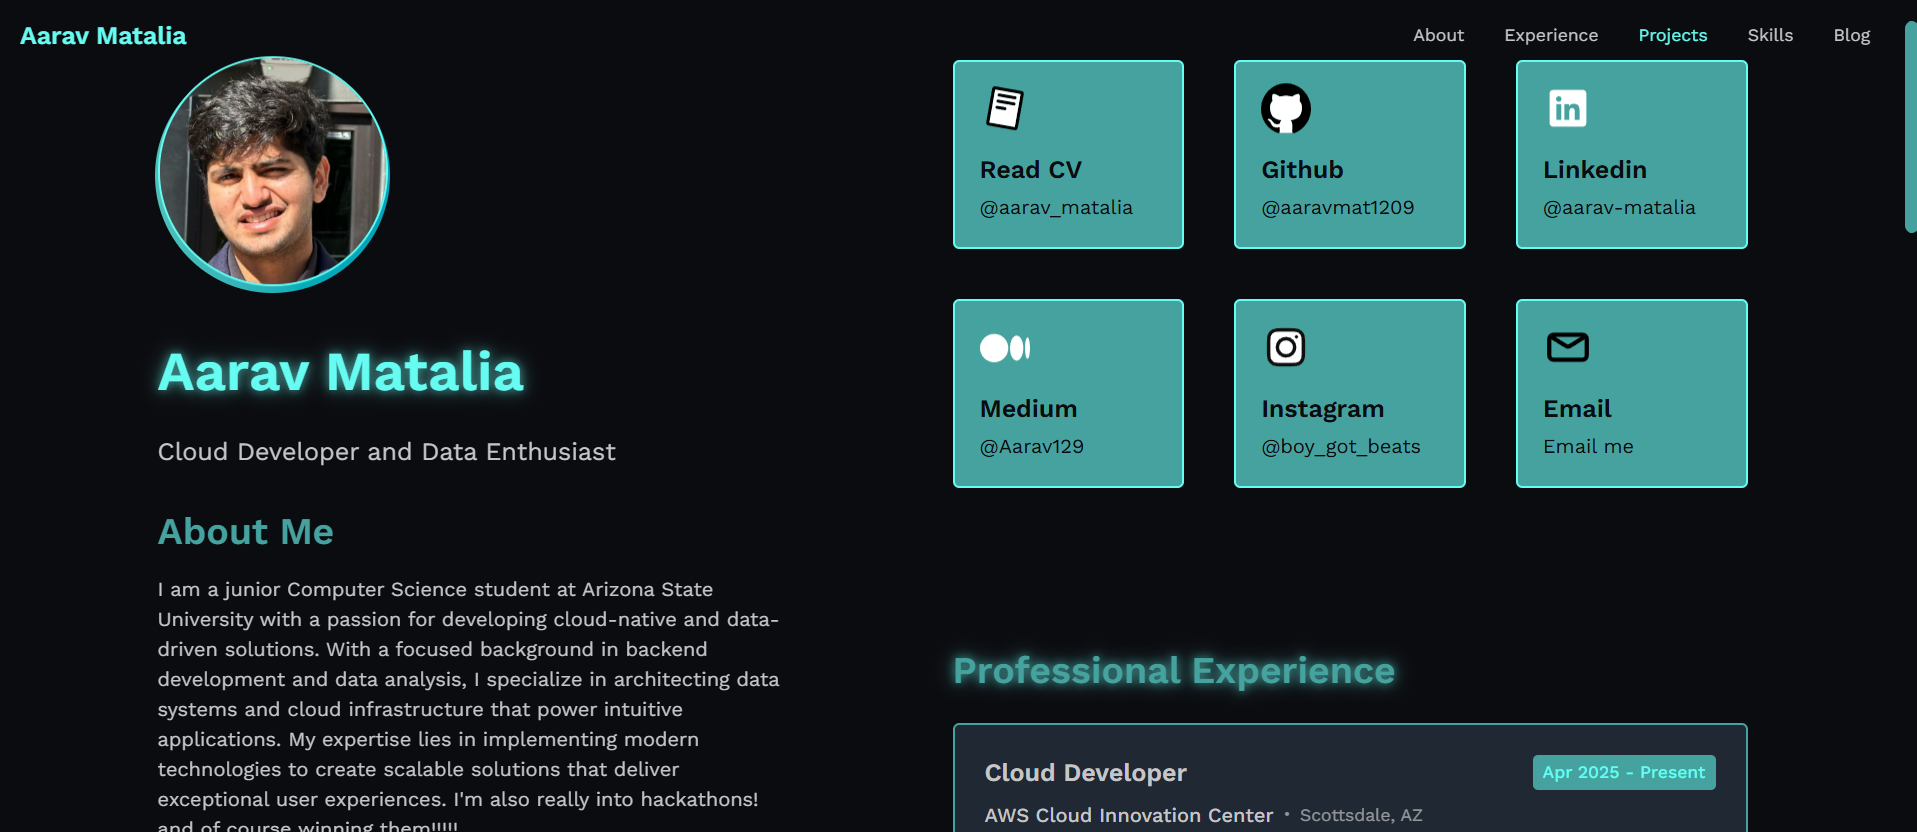 Aarav Matalia
About Experience Projects Skills Blog
Aarav Matalia
Cloud Developer and Data Enthusiast
About Me
I am a junior Computer Science student at Arizona State
University with a passion for developing cloud-native and data-
driven solutions. With a focused background in backend
development and data analysis, I specialize in architecting data
systems and cloud infrastructure that power intuitive
applications. My expertise lies in implementing modern
technologies to create scalable solutions that deliver
exceptional user experiences. I'm also really into hackathons!
and of course winning them!!!!!
Read CV
@aarav_matalia
Github
@aaravmat1209
in
Linkedin
@aarav-matalia
Medium
@Aarav129
Instagram
@boy_got_beats
Email
Email me
Professional Experience
Cloud Developer
Apr 2025 - Present
AWS Cloud Innovation Center • Scottsdale, AZ